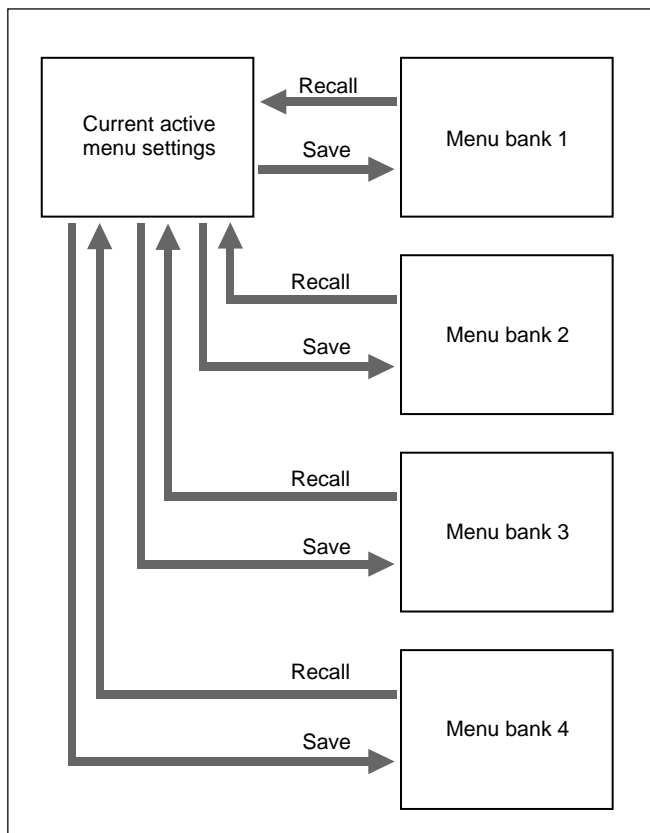 Current active
menu settings
Recall
Save
Menu bank 1
Recall
Save
Menu bank 2
Recall
Save
Menu bank 3
Recall
Save
Menu bank 4